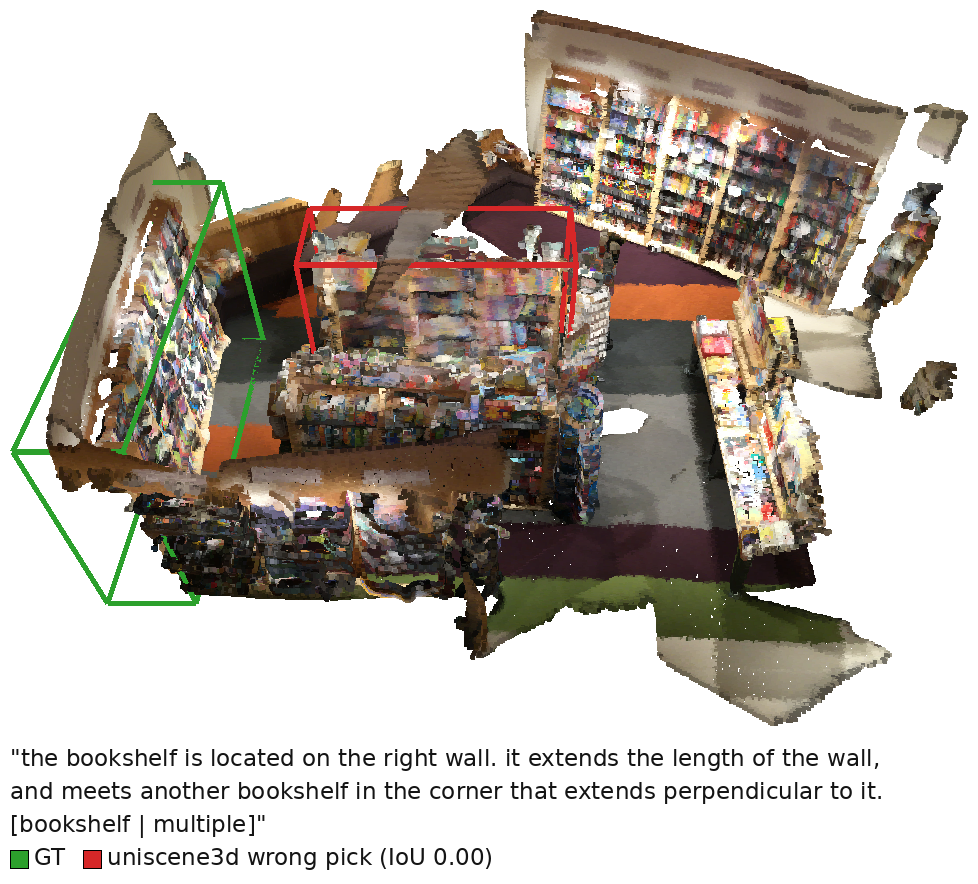 "the bookshelf is located on the right wall. it extends the length of the wall,
and meets another bookshelf in the corner that extends perpendicular to it.
[bookshelf | multiple]"
GT uniscene3d wrong pick (IoU 0.00)